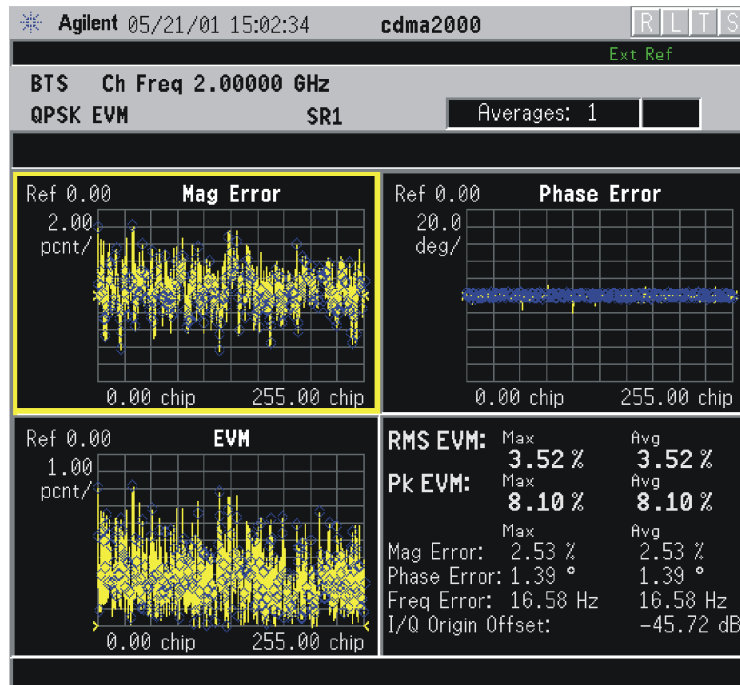 Agilent 05/21/01 15:02:34 cdma2000 R L T S
Ext Ref
BTS Ch Freq 2.00000 GHz
QPSK EVM SR1 Averages: 1
Ref 0.00 Mag Error
2.00
pcnt/
0.00 chip 255.00 chip
Ref 0.00 Phase Error
20.0
deg/
0.00 chip 255.00 chip
Ref 0.00 EVM
1.00
pcnt/
0.00 chip 255.00 chip
RMS EVM: Max 3.52 % Avg 3.52 %
Pk EVM: Max 8.10 % Avg 8.10 %
Max Avg
Mag Error: 2.53 % 2.53 %
Phase Error: 1.39 ° 1.39 °
Freq Error: 16.58 Hz 16.58 Hz
I/Q Origin Offset: -45.72 dB